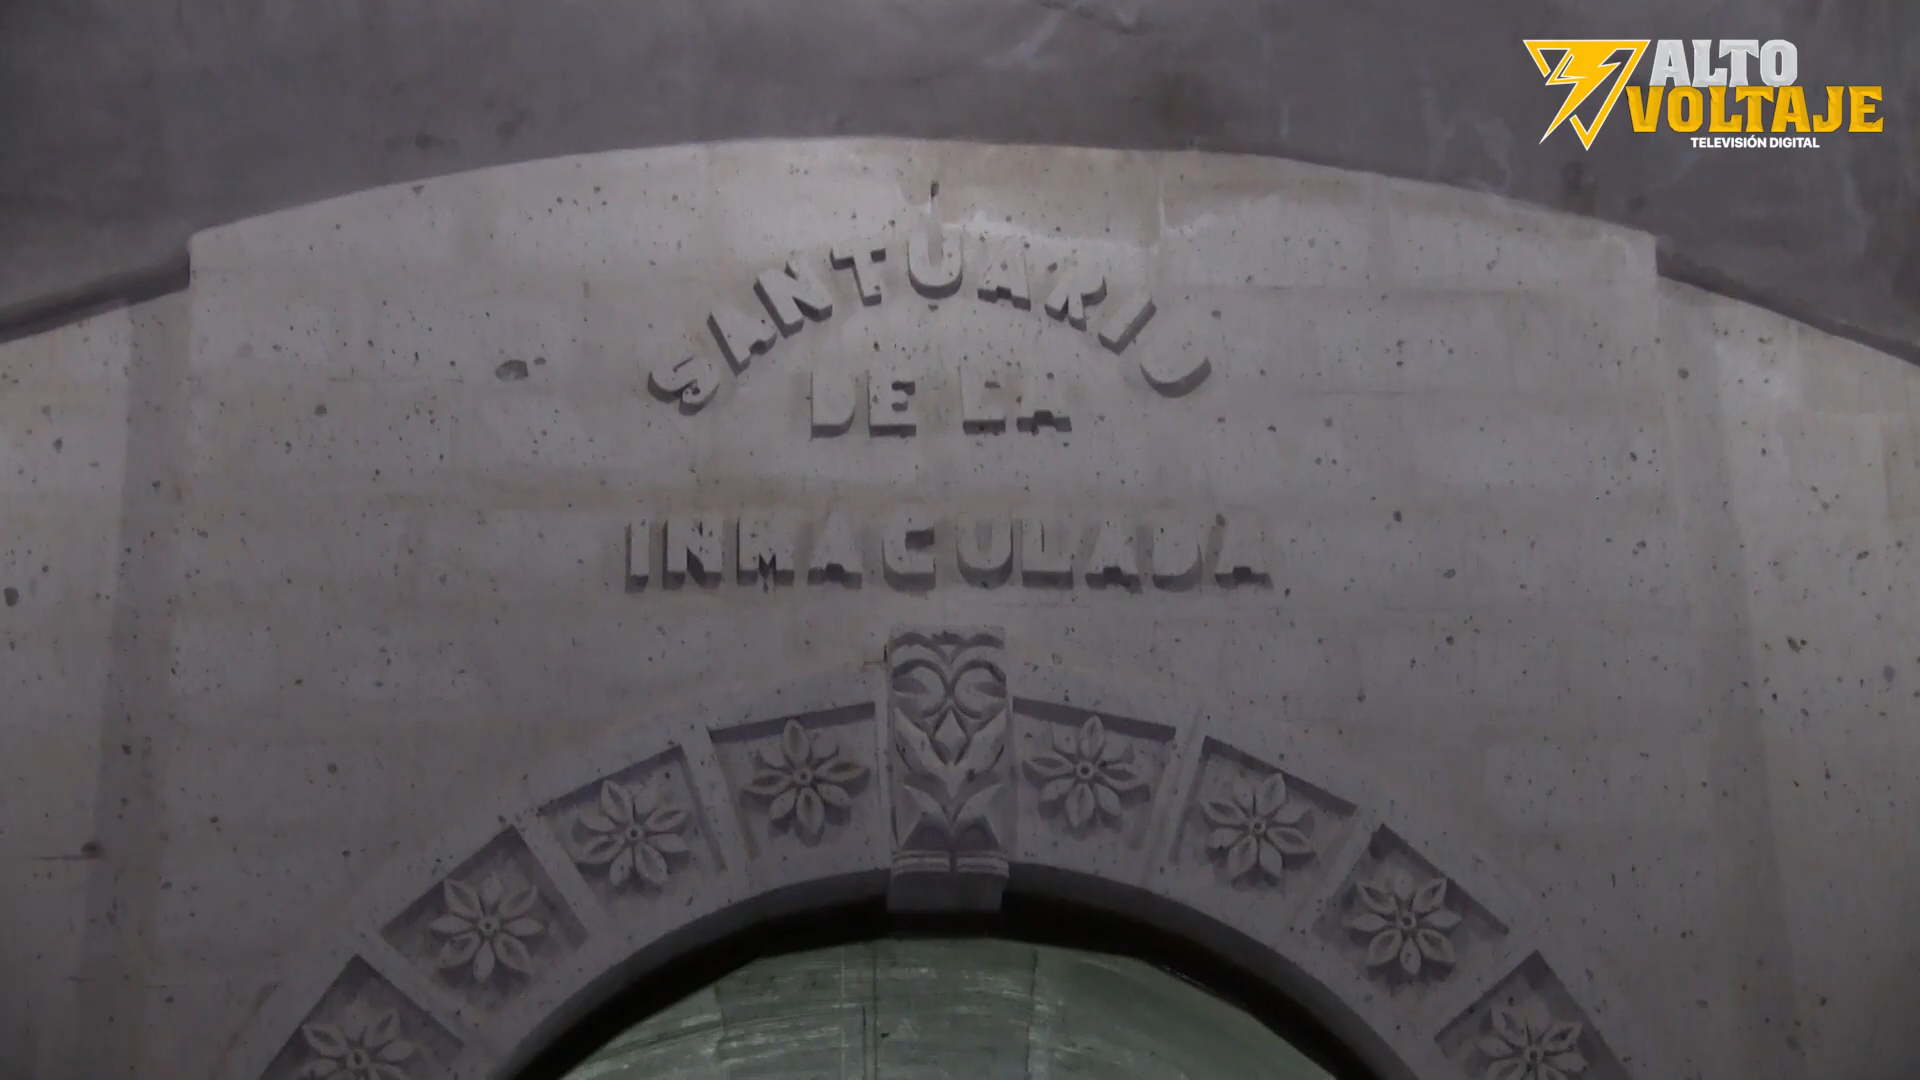 ALTO
VOLTAJE
TELEVISIÓN DIGITAL
SANTUARIO
DE LA
INMACULADA